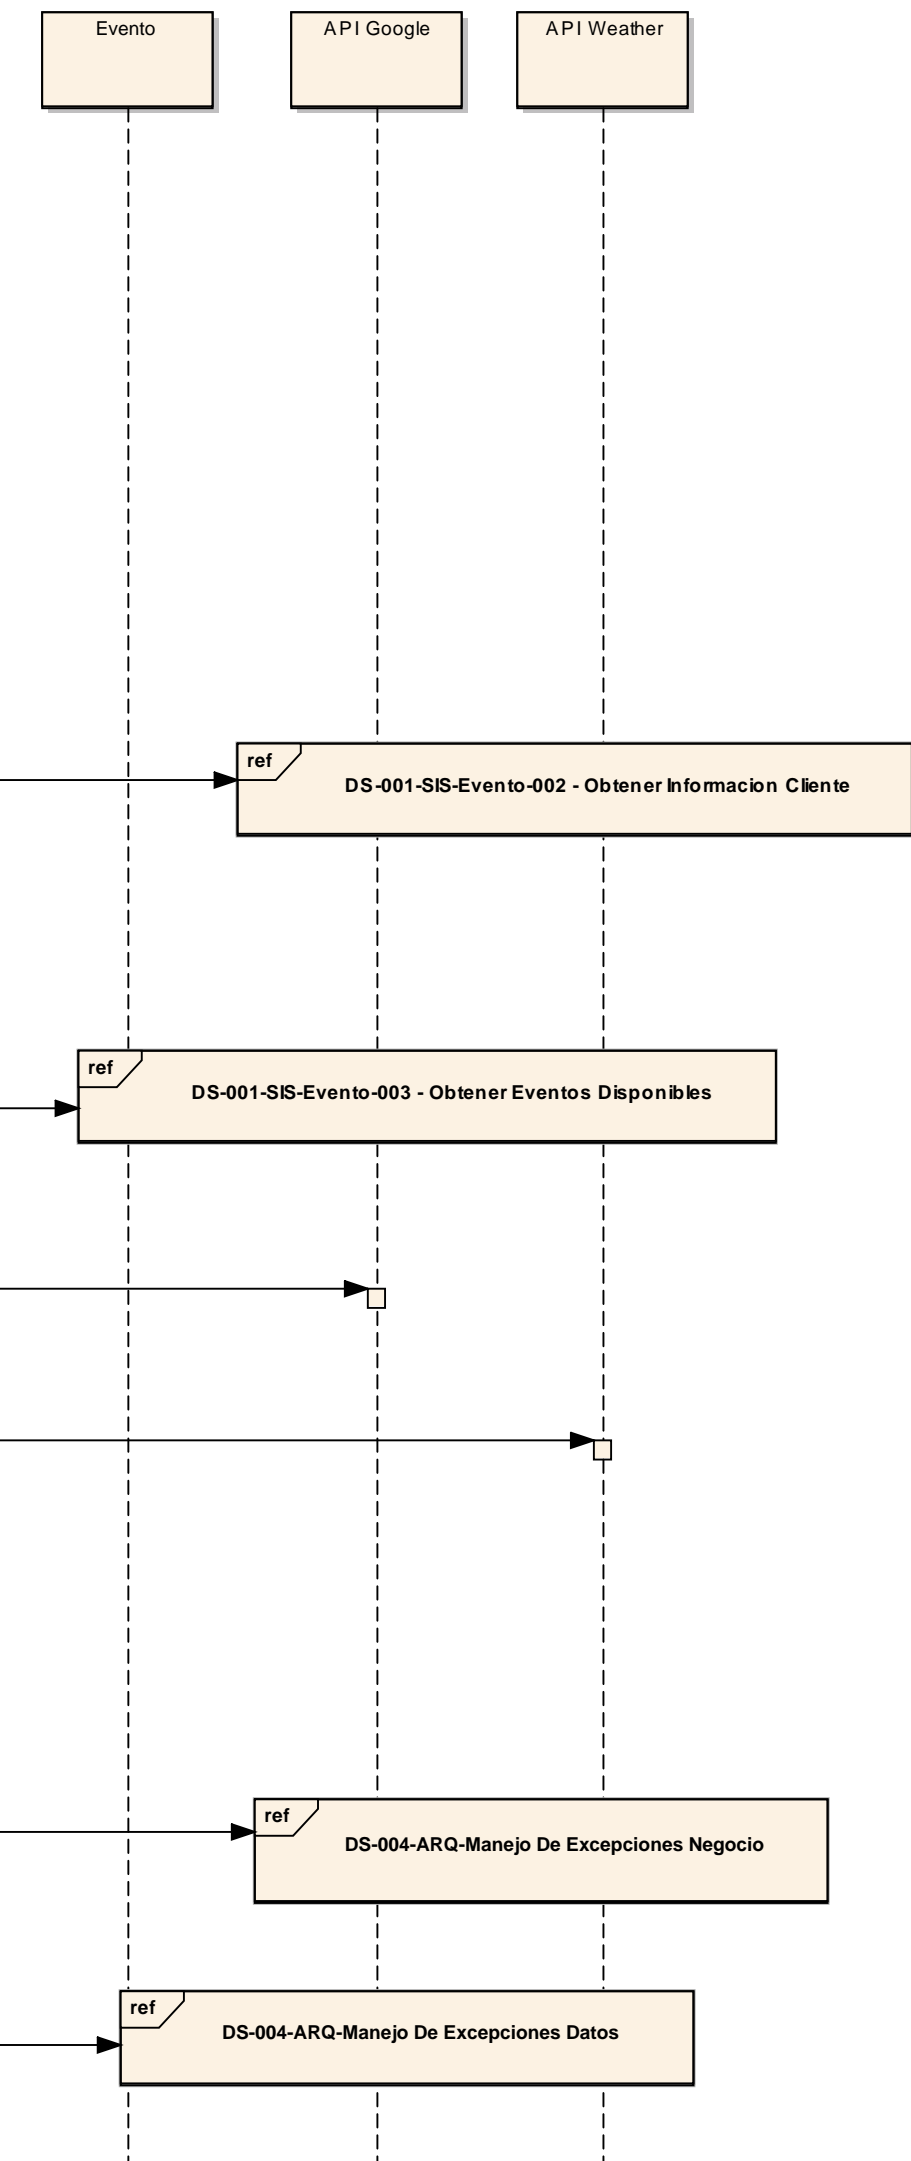 Evento
API Google
API Weather
ref
DS-001-SIS-Evento-002 - Obtener Informacion Cliente
ref
DS-001-SIS-Evento-003 - Obtener Eventos Disponibles
ref
DS-004-ARQ-Manejo De Excepciones Negocio
ref
DS-004-ARQ-Manejo De Excepciones Datos